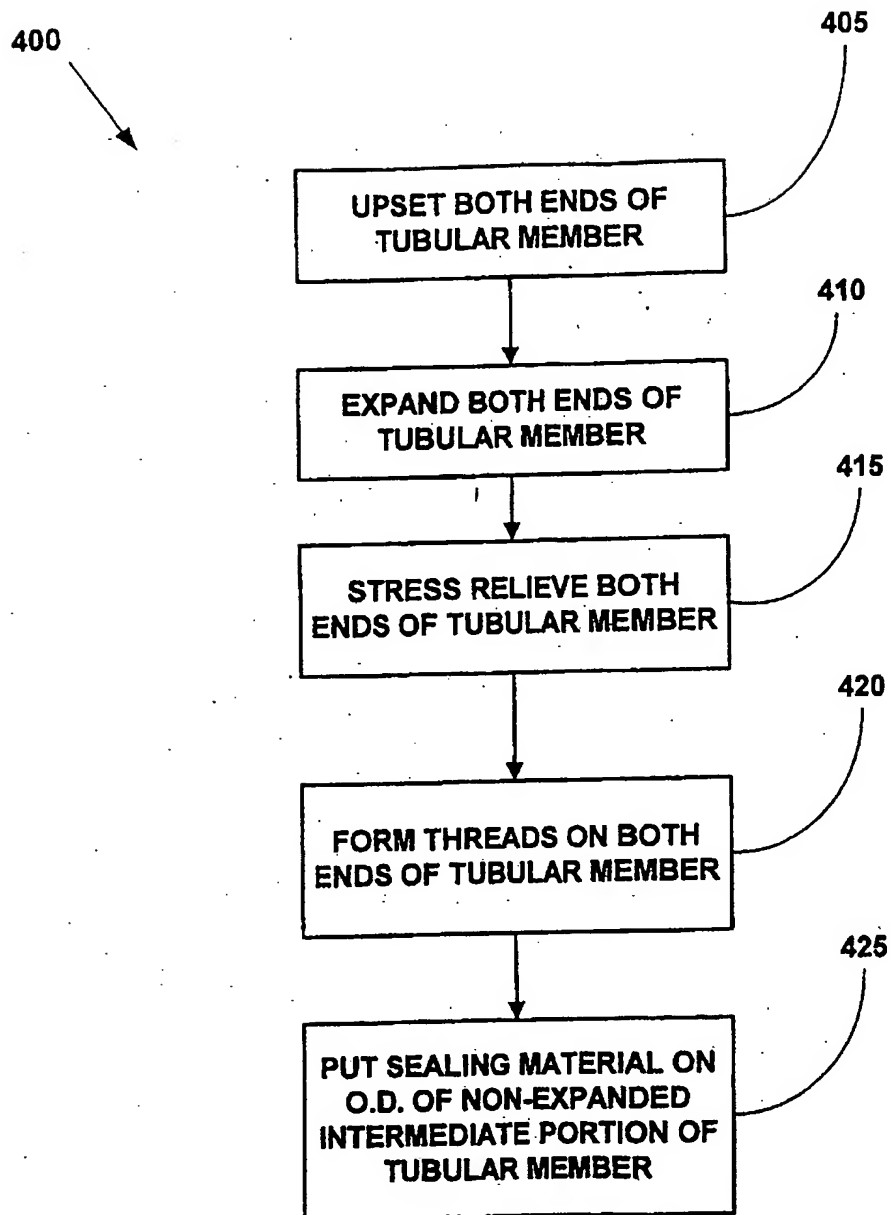 400
405
UPSET BOTH ENDS OF
TUBULAR MEMBER
410
EXPAND BOTH ENDS OF
TUBULAR MEMBER
415
STRESS RELIEVE BOTH
ENDS OF TUBULAR MEMBER
420
FORM THREADS ON BOTH
ENDS OF TUBULAR MEMBER
425
PUT SEALING MATERIAL ON
O.D. OF NON-EXPANDED
INTERMEDIATE PORTION OF
TUBULAR MEMBER